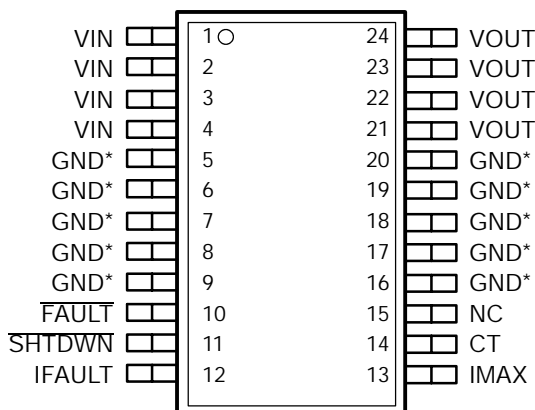 VIN 1 24 VOUT
VIN 2 23 VOUT
VIN 3 22 VOUT
VIN 4 21 VOUT
GND* 5 20 GND*
GND* 6 19 GND*
GND* 7 18 GND*
GND* 8 17 GND*
GND* 9 16 GND*
FAULT 10 15 NC
SHTDWN 11 14 CT
IFAULT 12 13 IMAX